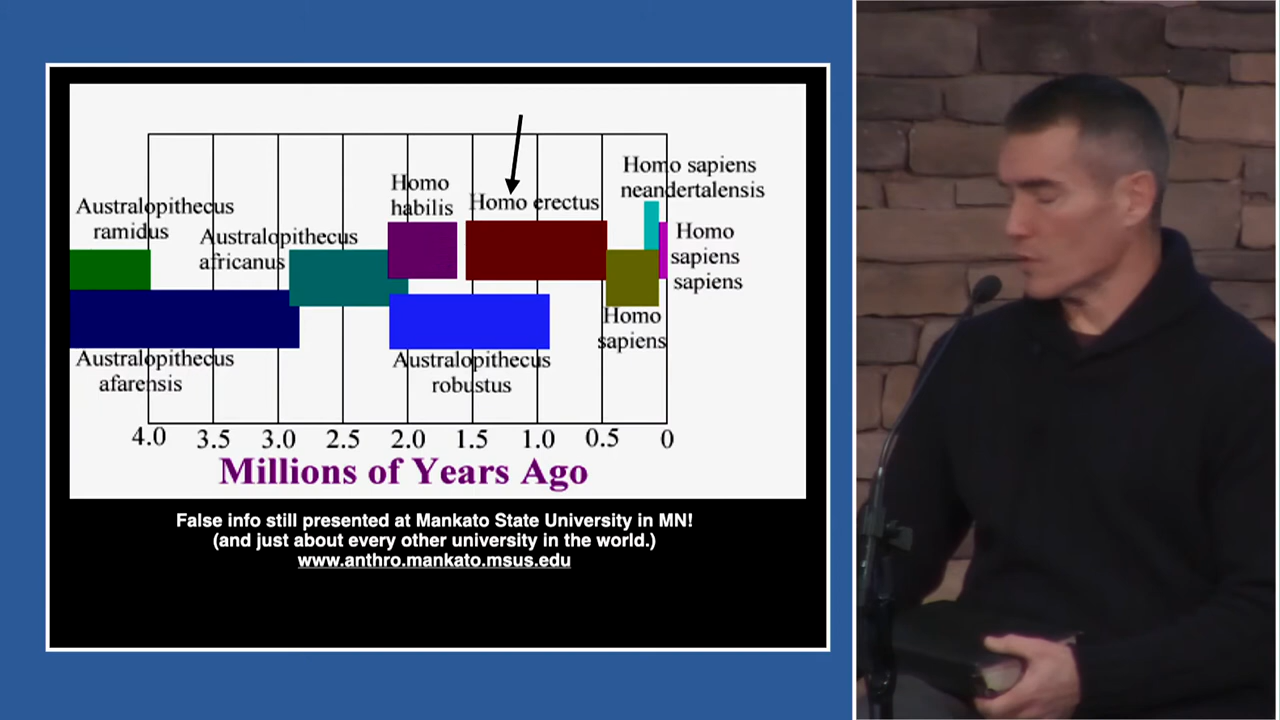 Homo sapiens
neandertalensis
Homo
habilis
Homo erectus
Australopithecus
ramidus
Australopithecus
africanus
Homo
sapiens
sapiens
Homo
sapiens
Australopithecus
afarensis
Australopithecus
robustus
4.0 3.5 3.0 2.5 2.0 1.5 1.0 0.5 0
Millions of Years Ago
False info still presented at Mankato State University in MN!
(and just about every other university in the world.)
www.anthro.mankato.msus.edu